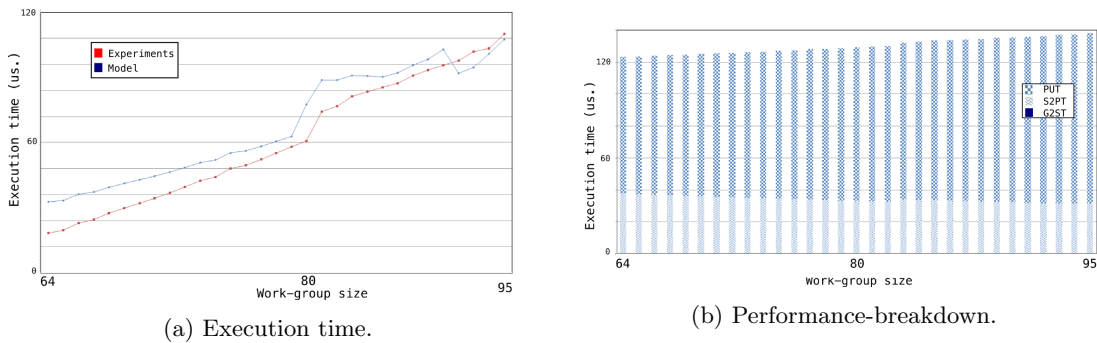 120
Execution time (us.)
Experiments
Model
60
0
64
80
95
Work-group size
(a) Execution time.
Execution time (us.)
120
PUT
S2PT
G2ST
60
0
64
80
95
Work-group size
(b) Performance-breakdown.